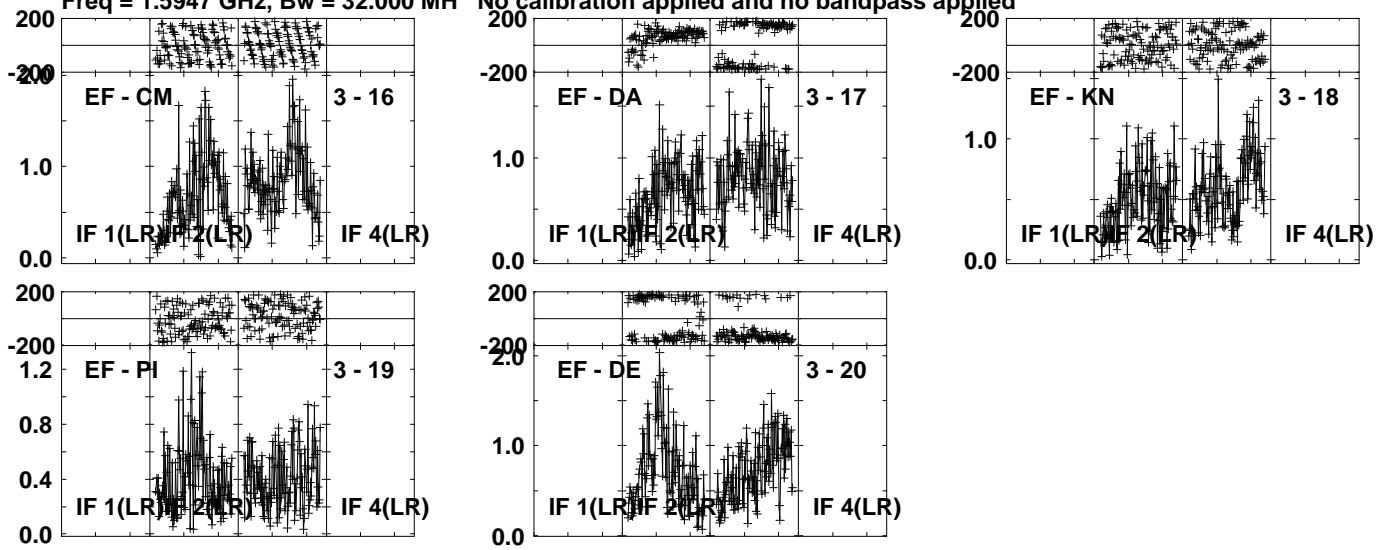 Freq = 1.5947 GHz, Bw = 32.000 MH No calibration applied and no bandpass applied
200 200 200
-200 -200
2.0
EF - CM 3 - 16 EF - DA 3 - 17 EF - KN 3 - 18
1.0 1.0 1.0
IF 1(LR) IF 2(LR) IF 4(LR) IF 1(LR) IF 2(LR) IF 4(LR) IF 1(LR) IF 2(LR) IF 4(LR)
0.0 0.0 0.0
200 200
-200 -200
2.0
EF - PI 3 - 19 EF - DE 3 - 20
1.2
0.8 1.0
0.4
IF 1(LR) IF 2(LR) IF 4(LR) IF 1(LR) IF 2(LR) IF 4(LR)
0.0 0.0